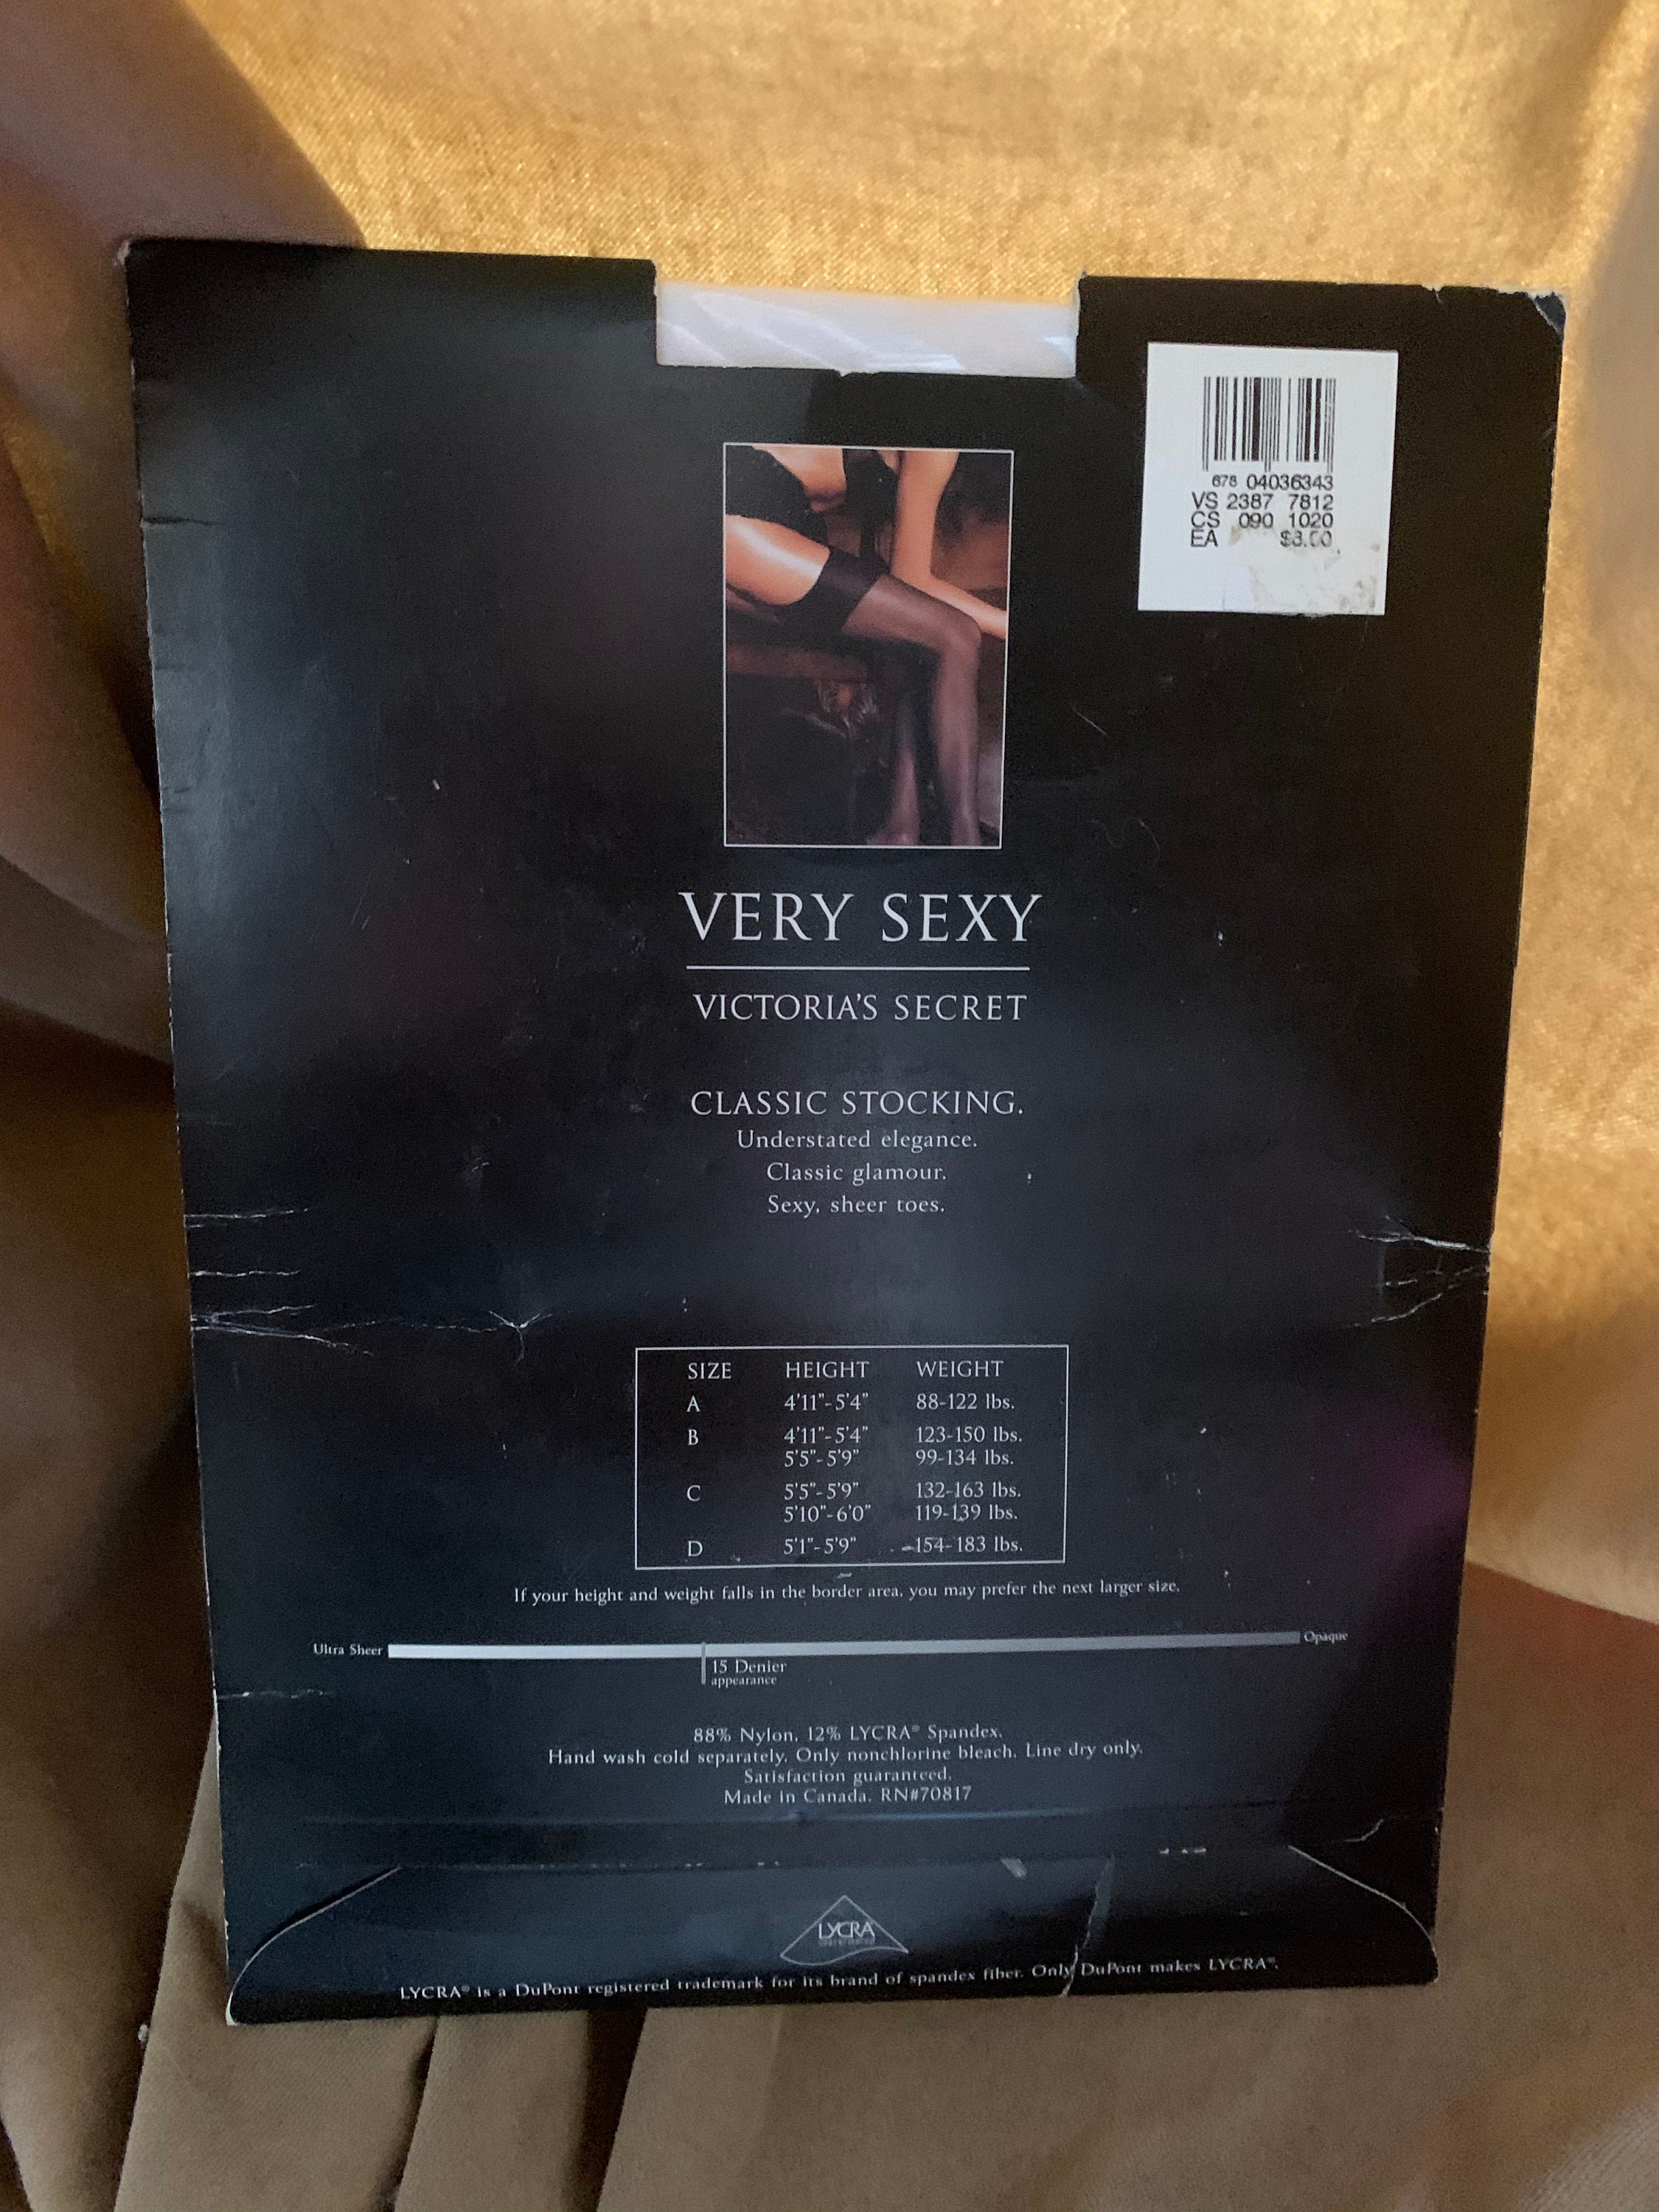 678 04036343
VS 2387 7812
CS 090 1020
EA $8.00
VERY SEXY
VICTORIA'S SECRET
CLASSIC STOCKING.
Understated elegance.
Classic glamour.
Sexy, sheer toes.
SIZE HEIGHT WEIGHT
A 4'11"-5'4" 88-122 lbs.
B 4'11"-5'4" 123-150 lbs.
5'5"-5'9" 99-134 lbs.
C 5'5"-5'9" 132-163 lbs.
5'10"-6'0" 119-139 lbs.
D 5'1"-5'9" 154-183 lbs.
If your height and weight falls in the border area, you may prefer the next larger size.
Ultra Sheer Opaque
15 Denier
appearance
88% Nylon, 12% LYCRA® Spandex.
Hand wash cold separately. Only nonchlorine bleach. Line dry only.
Satisfaction guaranteed.
Made in Canada. RN#70817
LYCRA
LYCRA® is a DuPont registered trademark for its brand of spandex fiber. Only DuPont makes LYCRA®.